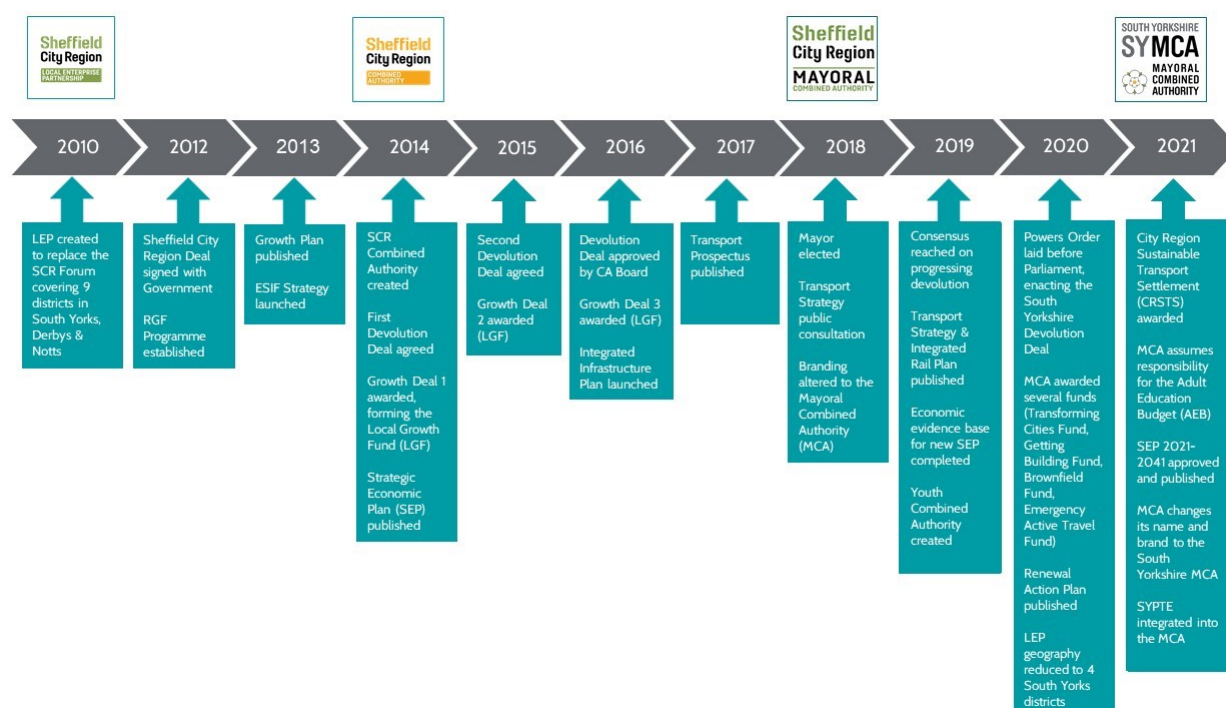 Sheffield
City Region
LOCAL ENTERPRISE
PARTNERSHIP
Sheffield
City Region
COMBINED
AUTHORITY
Sheffield
City Region
MAYORAL
COMBINED AUTHORITY
SOUTH YORKSHIRE
SYMCA
MAYORAL
COMBINED
AUTHORITY
2010
2012
2013
2014
2015
2016
2017
2018
2019
2020
2021
LEP created
to replace the
SCR Forum
covering 9
districts in
South Yorks,
Derbys &
Notts
Sheffield City
Region Deal
signed with
Government
RGF
Programme
established
Growth Plan
published
ESIF Strategy
launched
SCR
Combined
Authority
created
First
Devolution
Deal agreed
Growth Deal 1
awarded,
forming the
Local Growth
Fund (LGF)
Strategic
Economic
Plan (SEP)
published
Second
Devolution
Deal agreed
Growth Deal
2 awarded
(LGF)
Devolution
Deal approved
by CA Board
Growth Deal 3
awarded (LGF)
Integrated
Infrastructure
Plan launched
Transport
Prospectus
published
Mayor
elected
Transport
Strategy
public
consultation
Branding
altered to the
Mayoral
Combined
Authority
(MCA)
Consensus
reached on
progressing
devolution
Transport
Strategy &
Integrated
Rail Plan
published
Economic
evidence base
for new SEP
completed
Youth
Combined
Authority
created
Powers Order
laid before
Parliament,
enacting the
South
Yorkshire
Devolution
Deal
MCA awarded
several funds
(Transforming
Cities Fund,
Getting
Building Fund,
Brownfield
Fund,
Emergency
Active Travel
Fund)
Renewal
Action Plan
published
LEP
geography
reduced to 4
South Yorks
districts
City Region
Sustainable
Transport
Settlement
(CRSTS)
awarded
MCA assumes
responsibility
for the Adult
Education
Budget (AEB)
SEP 2021-
2041 approved
and published
MCA changes
its name and
brand to the
South
Yorkshire MCA
SYPTE
integrated into
the MCA